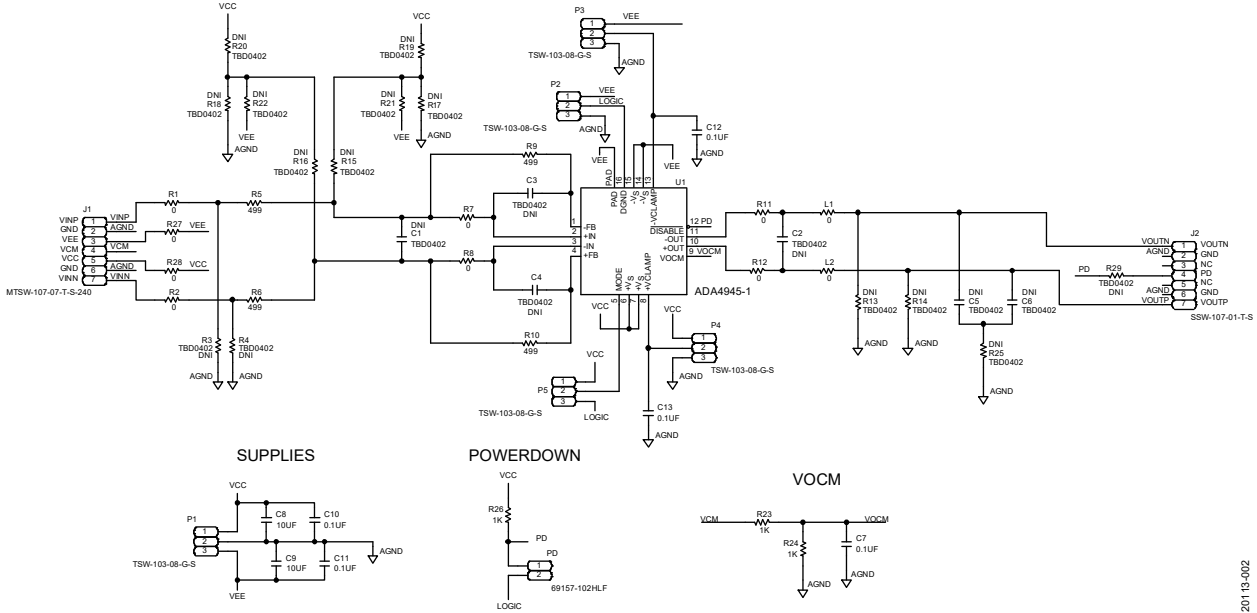 VCC
DNI
R20
TBD0402
DNI
R18
TBD0402
DNI
R22
TBD0402
VEE
AGND
VCC
DNI
R19
TBD0402
DNI
R21
TBD0402
DNI
R17
TBD0402
VEE
AGND
DNI
R16
TBD0402
DNI
R15
TBD0402
P3
1
2
3
VEE
AGND
TSW-103-08-G-S
P2
1
2
3
VEE
LOGIC
AGND
TSW-103-08-G-S
VEE
VEE
C12
0.1UF
AGND
J1
VINP 1 VINP
GND 2 AGND
VEE 3
VCM 4 VCM
VCC 5
GND 6 AGND
VINN 7 VINN
MTSW-107-07-T-S-240
R1
0
R27
0
VEE
R28
0
VCC
R2
0
R5
499
R6
499
R3
TBD0402
DNI
R4
TBD0402
DNI
AGND
AGND
DNI
C1
TBD0402
R9
499
C3
TBD0402
DNI
R7
0
R8
0
C4
TBD0402
DNI
R10
499
U1
PAD
PAD
16 DGND
15 -VS
14 -VS
13 -VCLAMP
1 -FB
2 +IN
3 -IN
4 +FB
DISABLE 12 PD
-OUT 11
+OUT 10
VOCM 9 VOCM
5 MODE
6 +VS
7 +VS
8 +VCLAMP
ADA4945-1
VCC
VCC
P5
1
2
3
LOGIC
TSW-103-08-G-S
VCC
P4
1
2
3
AGND
TSW-103-08-G-S
C13
0.1UF
AGND
R11
0
L1
0
C2
TBD0402
DNI
R12
0
L2
0
DNI
R13
TBD0402
AGND
DNI
R14
TBD0402
AGND
DNI
C5
TBD0402
DNI
C6
TBD0402
DNI
R25
TBD0402
AGND
PD
R29
TBD0402
DNI
J2
VOUTN 1 VOUTN
AGND 2 GND
3 NC
4 PD
5 NC
AGND 6 GND
VOUTP 7 VOUTP
SSW-107-01-T-S
SUPPLIES
VCC
P1
1
2
3
TSW-103-08-G-S
C8
10UF
C10
0.1UF
C9
10UF
C11
0.1UF
AGND
VEE
POWERDOWN
VCC
R26
1K
PD
PD
1
2
69157-102HLF
LOGIC
VOCM
VCM
R23
1K
VOCM
R24
1K
C7
0.1UF
AGND
AGND
20113-002